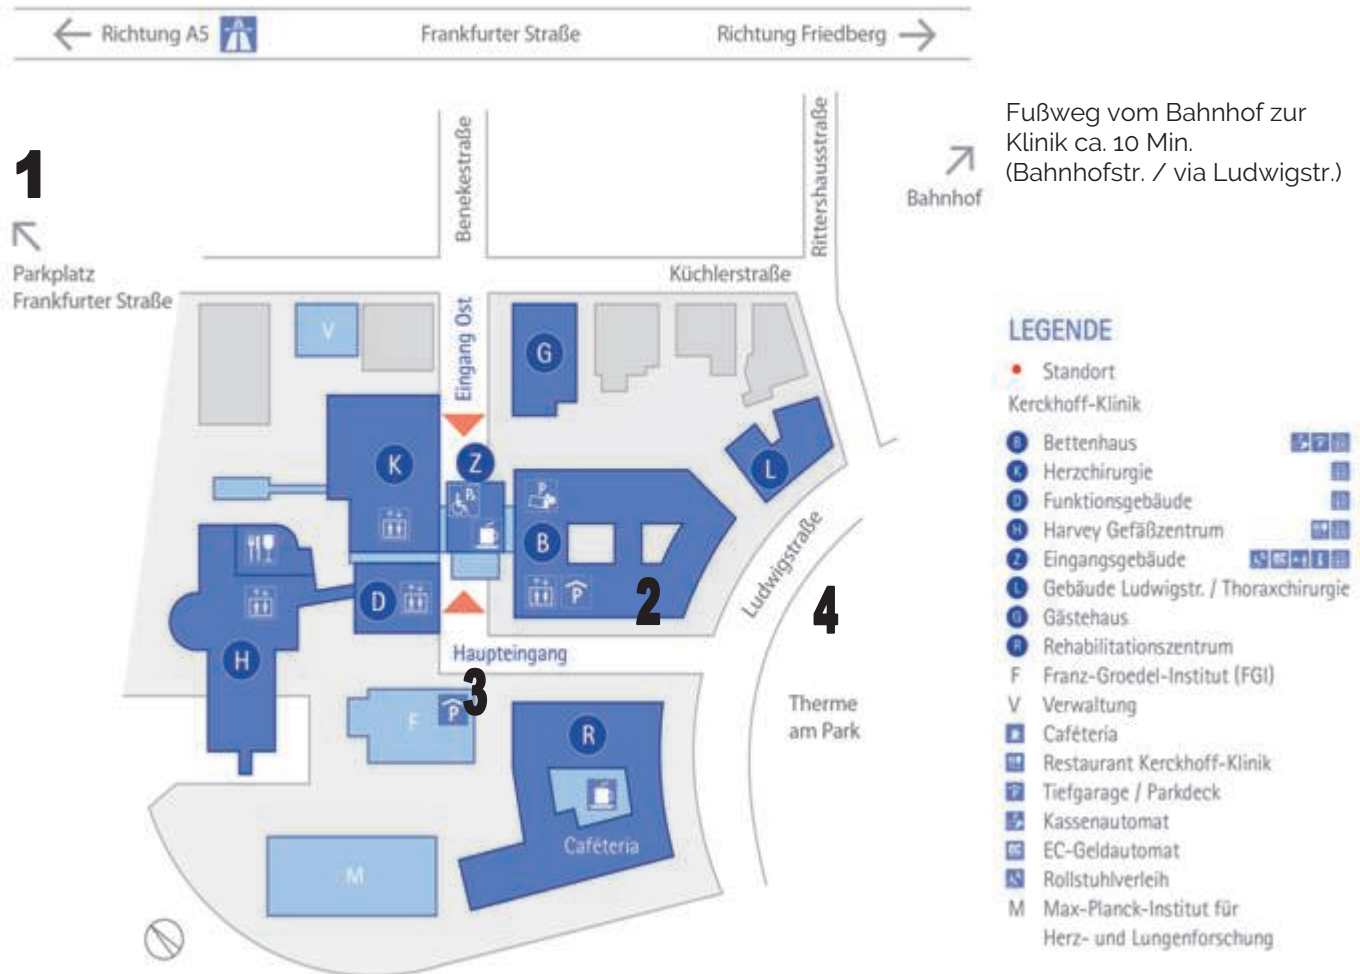 Richtung A5
Frankfurter Straße
Richtung Friedberg
Fußweg vom Bahnhof zur
Klinik ca. 10 Min.
(Bahnhofstr. / via Ludwigstr.)
1
Benekestraße
Rittershausstraße
Bahnhof
Parkplatz
Frankfurter Straße
Küchlerstraße
V
Eingang Ost
G
K
Z
L
P
P
B
D
P
2
Ludwigstraße
4
H
Haupteingang
3
F
P
R
Therme
am Park
Caféteria
M
LEGENDE
Standort
Kerckhoff-Klinik
B Bettenhaus
K Herzchirurgie
D Funktionsgebäude
H Harvey Gefäßzentrum
Z Eingangsgebäude
L Gebäude Ludwigstr. / Thoraxchirurgie
G Gästehaus
R Rehabilitationszentrum
F Franz-Groedel-Institut (FGI)
V Verwaltung
Caféteria
Restaurant Kerckhoff-Klinik
P Tiefgarage / Parkdeck
Kassenautomat
EC EC-Geldautomat
Rollstuhlverleih
M Max-Planck-Institut für
Herz- und Lungenforschung